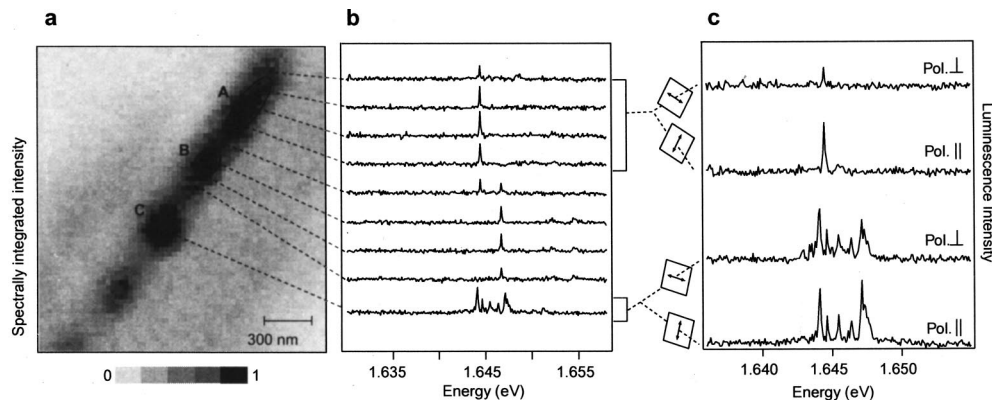 a
b
c
Spectrally integrated intensity
A
B
C
300 nm
0
1
1.635
1.645
1.655
Energy (eV)
Pol.⊥
Pol.||
Pol.⊥
Pol.||
1.640
1.645
1.650
Energy (eV)
Luminescence Intensity